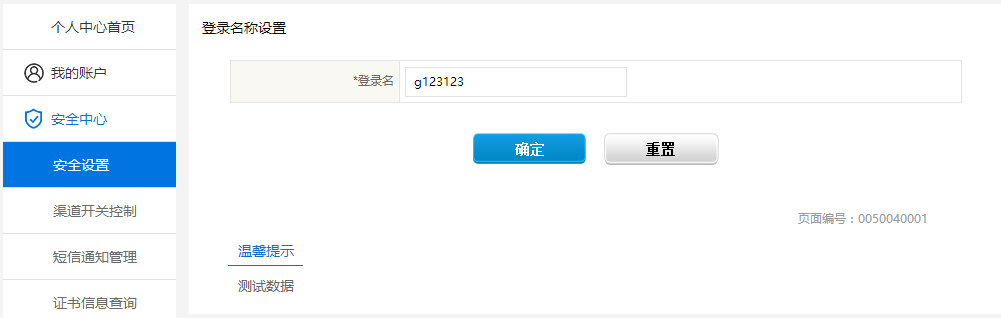 个人中心首页
我的账户
安全中心
安全设置
渠道开关控制
短信通知管理
证书信息查询
登录名称设置
*登录名 g123123
确定 重置
页面编号：0050040001
温馨提示
测试数据